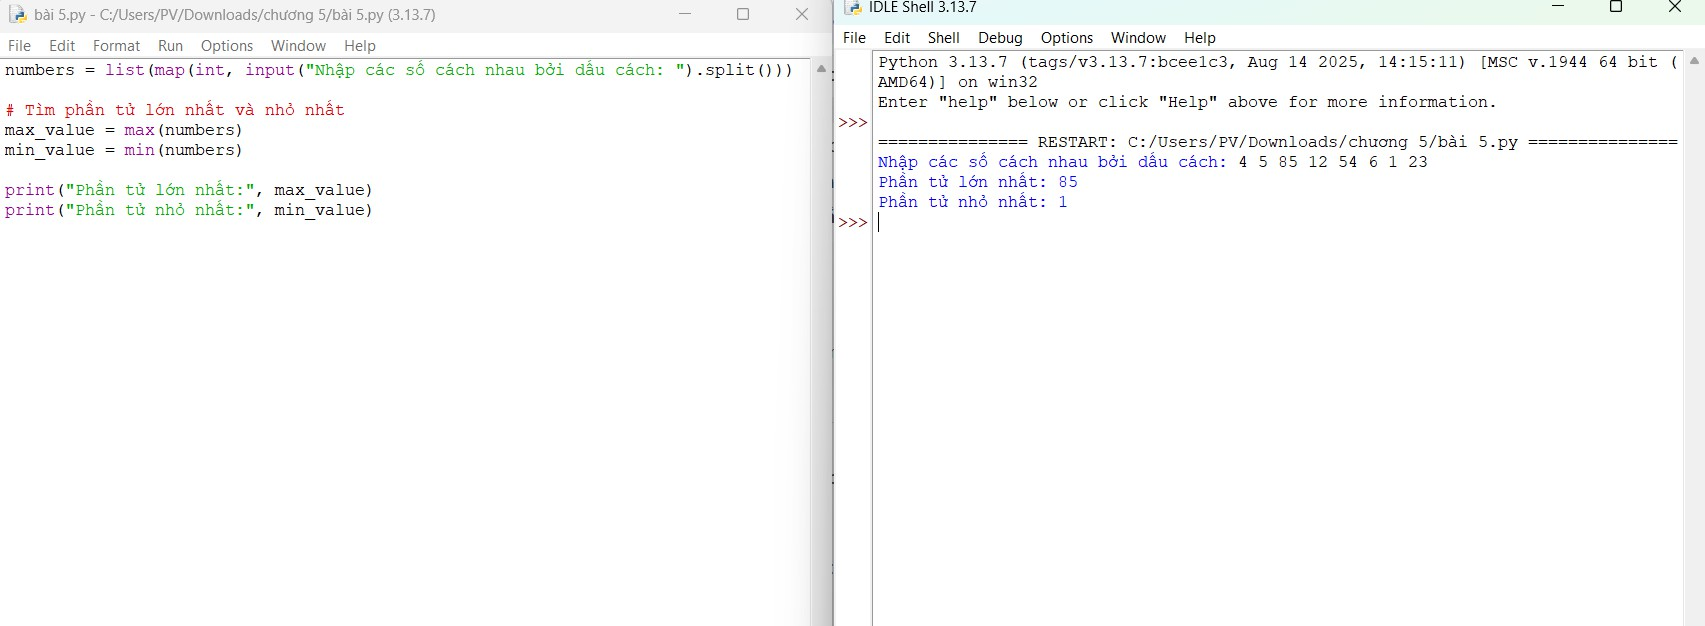 bài 5.py - C:/Users/PV/Downloads/chương 5/bài 5.py (3.13.7)
File Edit Format Run Options Window Help
numbers = list(map(int, input("Nhập các số cách nhau bởi dấu cách: ").split()))
# Tìm phần tử lớn nhất và nhỏ nhất
max_value = max(numbers)
min_value = min(numbers)
print("Phần tử lớn nhất:", max_value)
print("Phần tử nhỏ nhất:", min_value)
IDLE Shell 3.13.7
File Edit Shell Debug Options Window Help
Python 3.13.7 (tags/v3.13.7:bcee1c3, Aug 14 2025, 14:15:11) [MSC v.1944 64 bit (
AMD64)] on win32
Enter "help" below or click "Help" above for more information.
>>>
=============== RESTART: C:/Users/PV/Downloads/chương 5/bài 5.py ===============
Nhập các số cách nhau bởi dấu cách: 4 5 85 12 54 6 1 23
Phần tử lớn nhất: 85
Phần tử nhỏ nhất: 1
>>>